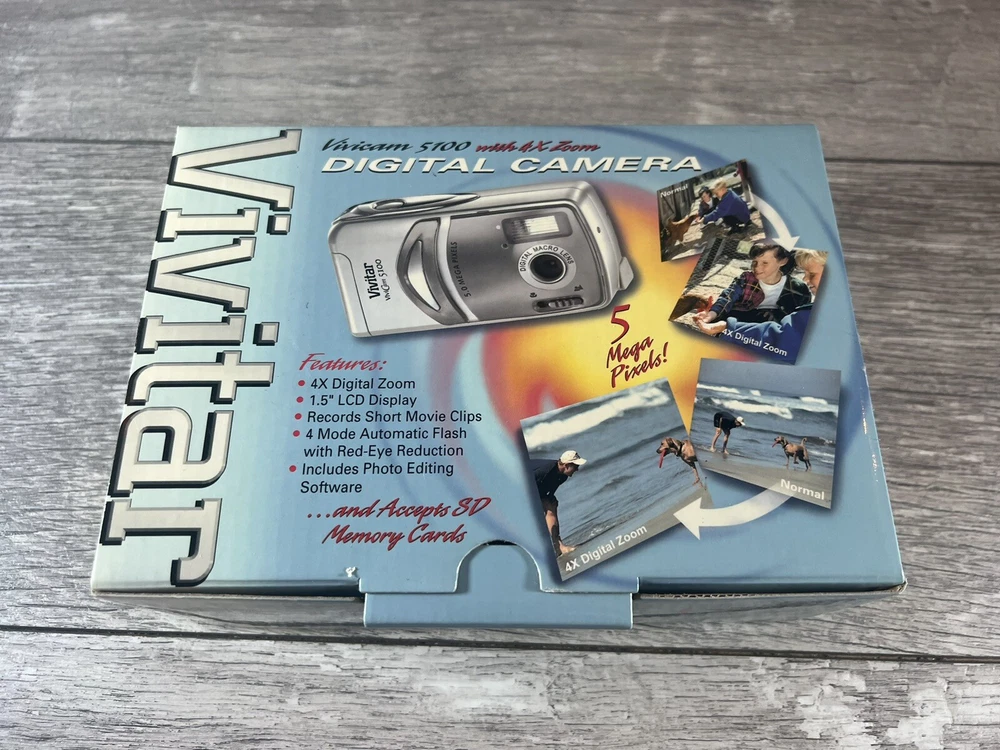 Vivitar
Vivicam 5100 with 4X Zoom
DIGITAL CAMERA
Normal
4X Digital Zoom
Vivitar
ViviCam 5100
5.0 MEGA PIXELS
DIGITAL MACRO LENS
5
Mega
Pixels!
Features:
• 4X Digital Zoom
• 1.5" LCD Display
• Records Short Movie Clips
• 4 Mode Automatic Flash
with Red-Eye Reduction
• Includes Photo Editing
Software
...and Accepts SD
Memory Cards
Normal
4X Digital Zoom